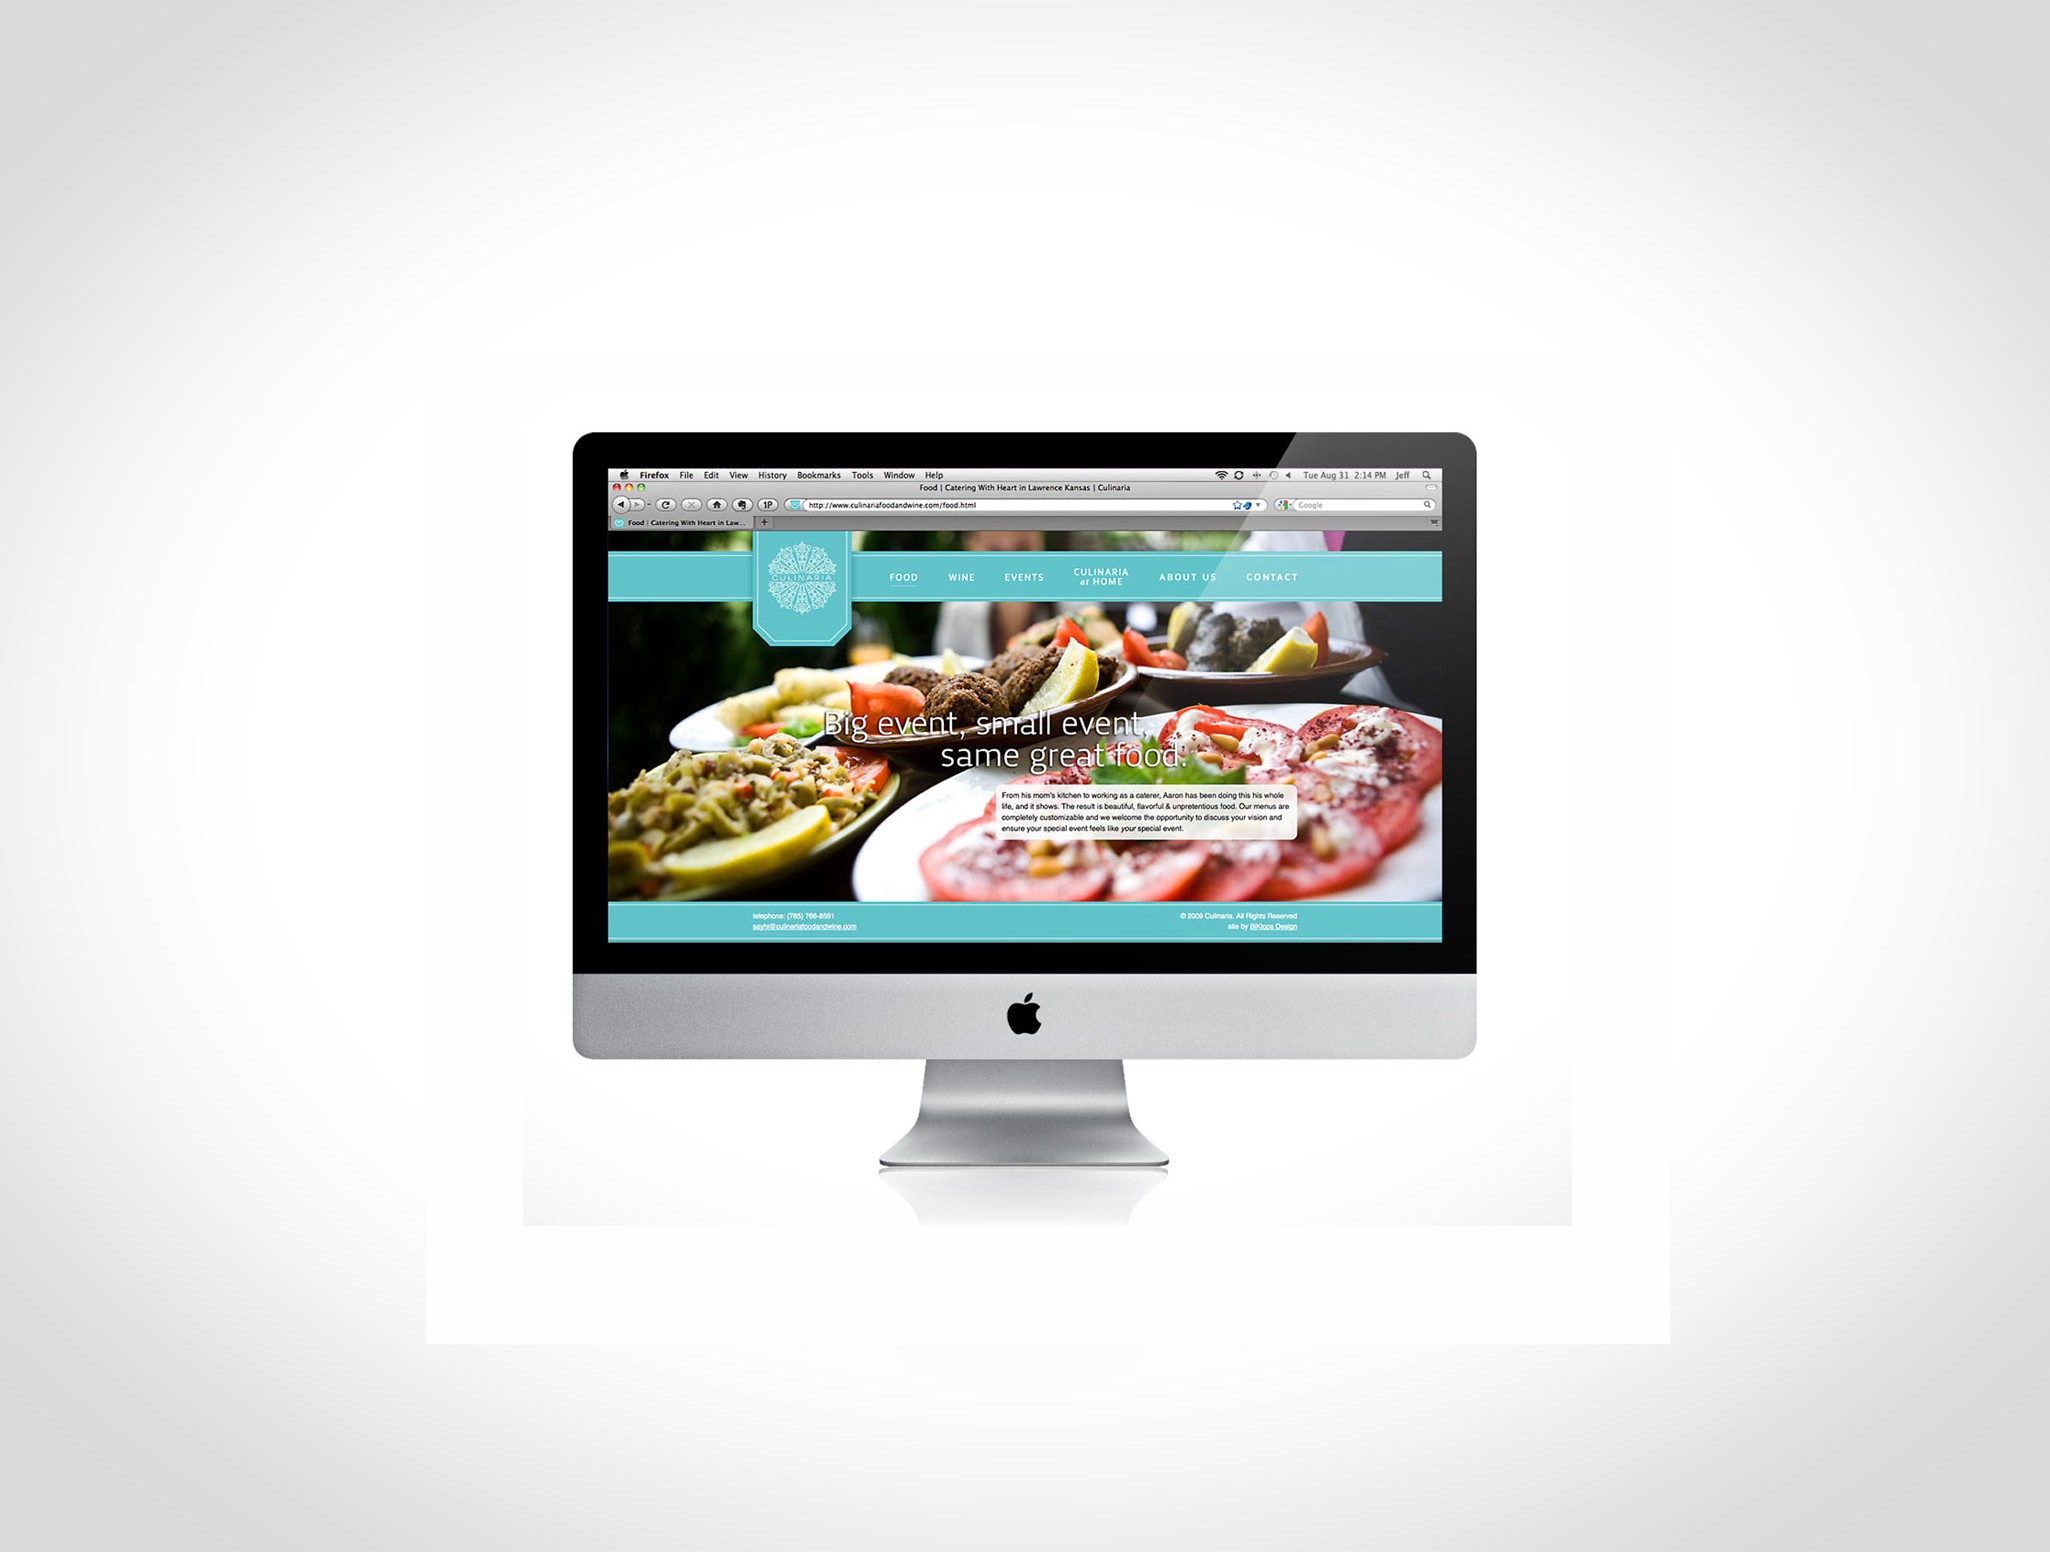 Firefox File Edit View History Bookmarks Tools Window Help Tue Aug 31 2:14 PM Jeff
Food | Catering With Heart in Lawrence Kansas | Culinaria
1P http://www.culinariafoodandwine.com/food.html Google
Food | Catering With Heart in Law... +
CULINARIA
FOOD WINE EVENTS CULINARIA at HOME ABOUT US CONTACT
Big event, small event,
same great food.
From his mom's kitchen to working as a caterer, Aaron has been doing this his whole
life, and it shows. The result is beautiful, flavorful & unpretentious food. Our menus are
completely customizable and we welcome the opportunity to discuss your vision and
ensure your special event feels like your special event.
telephone: (785) 766-8591 © 2009 Culinaria. All Rights Reserved
sayhi@culinariafoodandwine.com site by BiKlops Design